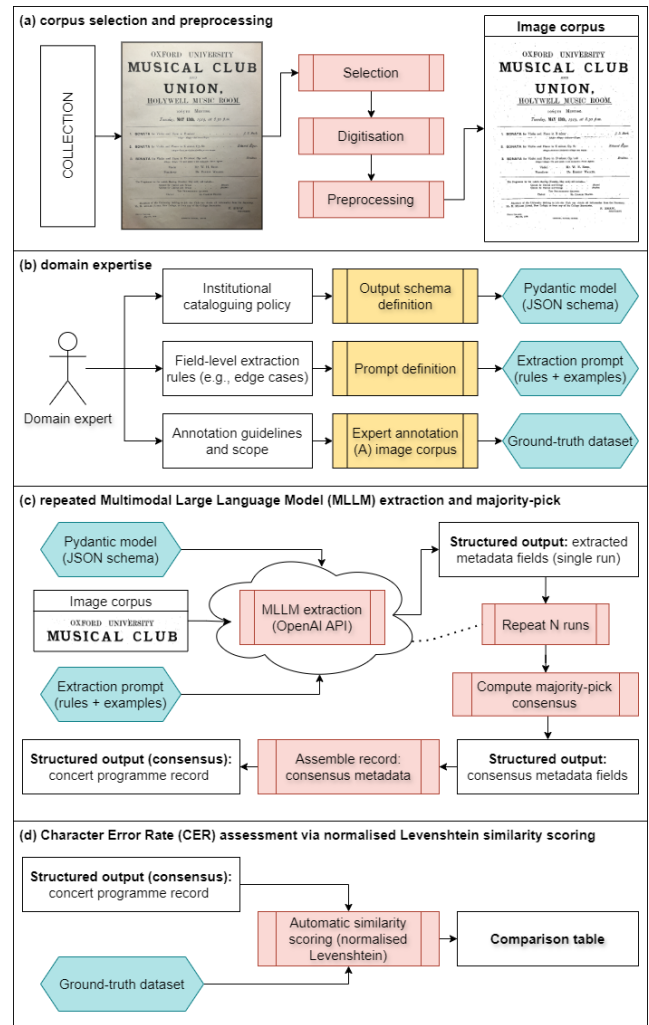 (a) corpus selection and preprocessing
COLLECTION
OXFORD UNIVERSITY
MUSICAL CLUB
UNION,
HOLYWELL MUSIC ROOM.
Selection
Digitisation
Preprocessing
Image corpus
OXFORD UNIVERSITY
MUSICAL CLUB
UNION,
HOLYWELL MUSIC ROOM.
(b) domain expertise
Domain expert
Institutional
cataloguing policy
Output schema
definition
Pydantic model
(JSON schema)
Field-level extraction
rules (e.g., edge cases)
Prompt definition
Extraction prompt
(rules + examples)
Annotation guidelines
and scope
Expert annotation
(A) image corpus
Ground-truth dataset
(c) repeated Multimodal Large Language Model (MLLM) extraction and majority-pick
Pydantic model
(JSON schema)
Image corpus
OXFORD UNIVERSITY
MUSICAL CLUB
Extraction prompt
(rules + examples)
MLLM extraction
(OpenAI API)
Structured output: extracted
metadata fields (single run)
Repeat N runs
Compute majority-pick
consensus
Structured output:
consensus metadata fields
Assemble record:
consensus metadata
Structured output (consensus):
concert programme record
(d) Character Error Rate (CER) assessment via normalised Levenshtein similarity scoring
Structured output (consensus):
concert programme record
Ground-truth dataset
Automatic similarity
scoring (normalised
Levenshtein)
Comparison table